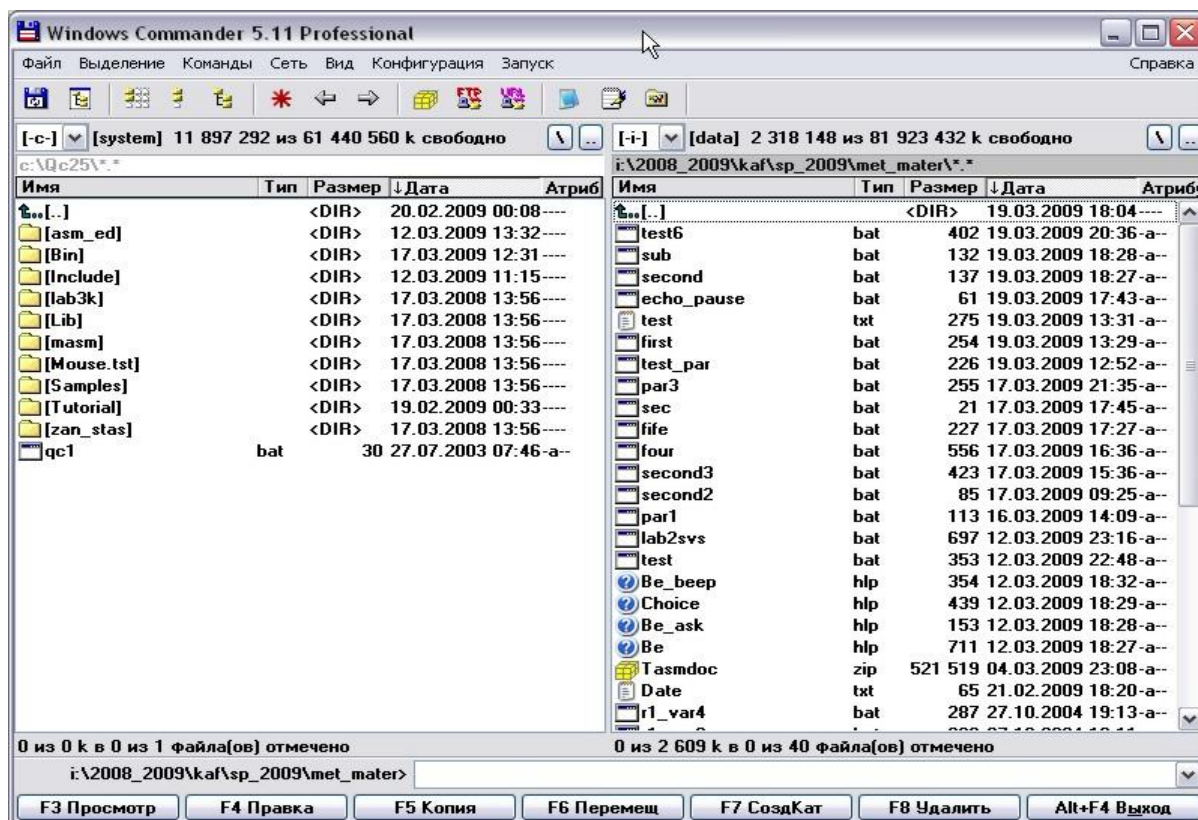 Windows Commander 5.11 Professional
Файл Выделение Команды Сеть Вид Конфигурация Запуск Справка
[-c-] [system] 11 897 292 из 61 440 560 k свободно \ ..
[-i-] [data] 2 318 148 из 81 923 432 k свободно \ ..
c:\Qc25\*.*
Имя Тип Размер ↓Дата Атриб
[..] <DIR> 20.02.2009 00:08 ----
[asm_ed] <DIR> 12.03.2009 13:32 ----
[Bin] <DIR> 17.03.2009 12:31 ----
[Include] <DIR> 12.03.2009 11:15 ----
[lab3k] <DIR> 17.03.2008 13:56 ----
[Lib] <DIR> 17.03.2008 13:56 ----
[masm] <DIR> 17.03.2008 13:56 ----
[Mouse.tst] <DIR> 17.03.2008 13:56 ----
[Samples] <DIR> 17.03.2008 13:56 ----
[Tutorial] <DIR> 19.02.2009 00:33 ----
[zan_stas] <DIR> 17.03.2008 13:56 ----
qc1 bat 30 27.07.2003 07:46 -a--
0 из 0 k в 0 из 1 файла(ов) отмечено
i:\2008_2009\kaf\sp_2009\met_mater\*.*
Имя Тип Размер ↓Дата Атриб
[..] <DIR> 19.03.2009 18:04 ----
test6 bat 402 19.03.2009 20:36 -a--
sub bat 132 19.03.2009 18:28 -a--
second bat 137 19.03.2009 18:27 -a--
echo_pause bat 61 19.03.2009 17:43 -a--
test txt 275 19.03.2009 13:31 -a--
first bat 254 19.03.2009 13:29 -a--
test_par bat 226 19.03.2009 12:52 -a--
par3 bat 255 17.03.2009 21:35 -a--
sec bat 21 17.03.2009 17:45 -a--
fife bat 227 17.03.2009 17:27 -a--
four bat 556 17.03.2009 16:36 -a--
second3 bat 423 17.03.2009 15:36 -a--
second2 bat 85 17.03.2009 09:25 -a--
par1 bat 113 16.03.2009 14:09 -a--
lab2svs bat 697 12.03.2009 23:16 -a--
test bat 353 12.03.2009 22:48 -a--
Be_beep hlp 354 12.03.2009 18:32 -a--
Choice hlp 439 12.03.2009 18:29 -a--
Be_ask hlp 153 12.03.2009 18:28 -a--
Be hlp 711 12.03.2009 18:27 -a--
Tasmdoc zip 521 519 04.03.2009 23:08 -a--
Date txt 65 21.02.2009 18:20 -a--
r1_var4 bat 287 27.10.2004 19:13 -a--
0 из 2 609 k в 0 из 40 файла(ов) отмечено
i:\2008_2009\kaf\sp_2009\met_mater>
F3 Просмотр F4 Правка F5 Копия F6 Перемещ F7 СоздКат F8 Удалить Alt+F4 Выход